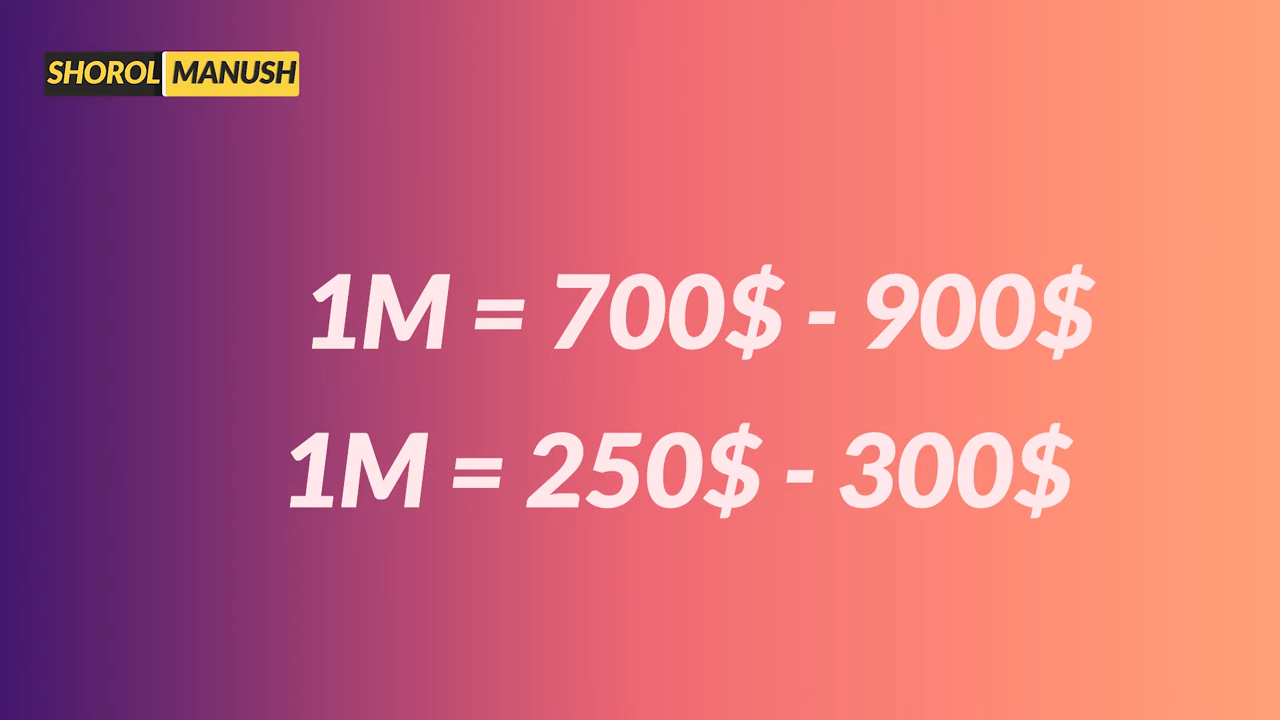 SHOROL MANUSH
1M = 700$ - 900$
1M = 250$ - 300$